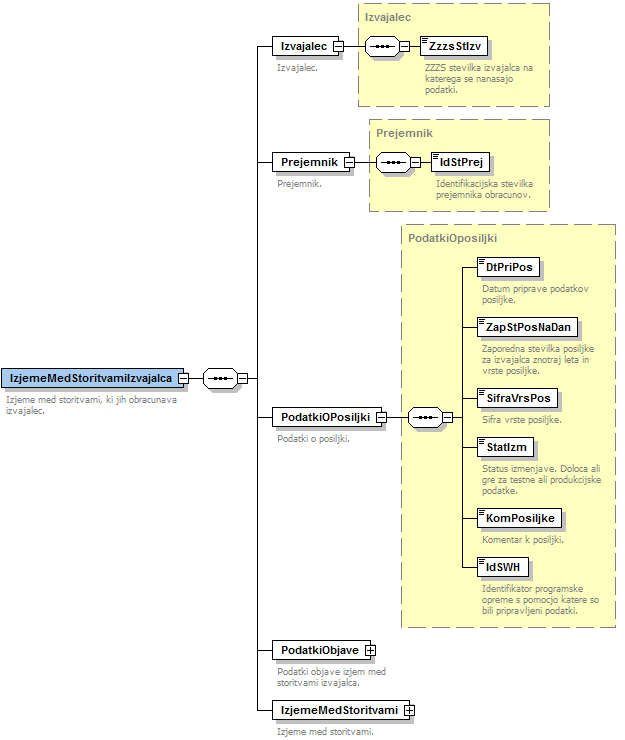 Izvajalec
Izvajalec
Izvajalec.
ZzzsStIzv
ZZZS stevilka izvajalca na
katerega se nanasajo
podatki.
Prejemnik
Prejemnik
Prejemnik.
IdStPrej
Identifikacijska stevilka
prejemnika obracunov.
PodatkiOposiljki
DtPriPos
Datum priprave podatkov
posiljke.
ZapStPosNaDan
Zaporedna stevilka posiljke
za izvajalca znotraj leta in
vrste posiljke.
IzjemeMedStoritvamiIzvajalca
Izjeme med storitvami, ki jih obracunava
izvajalec.
SifraVrsPos
Sifra vrste posiljke.
PodatkiOPosiljki
Podatki o posiljki.
StatIzm
Status izmenjave. Doloca ali
gre za testne ali produkcijske
podatke.
KomPosiljke
Komentar k posiljki.
IdSWH
Identifikator programske
opreme s pomocjo katere so
bili pripravljeni podatki.
PodatkiObjave
Podatki objave izjem med
storitvami izvajalca.
IzjemeMedStoritvami
Izjeme med storitvami.